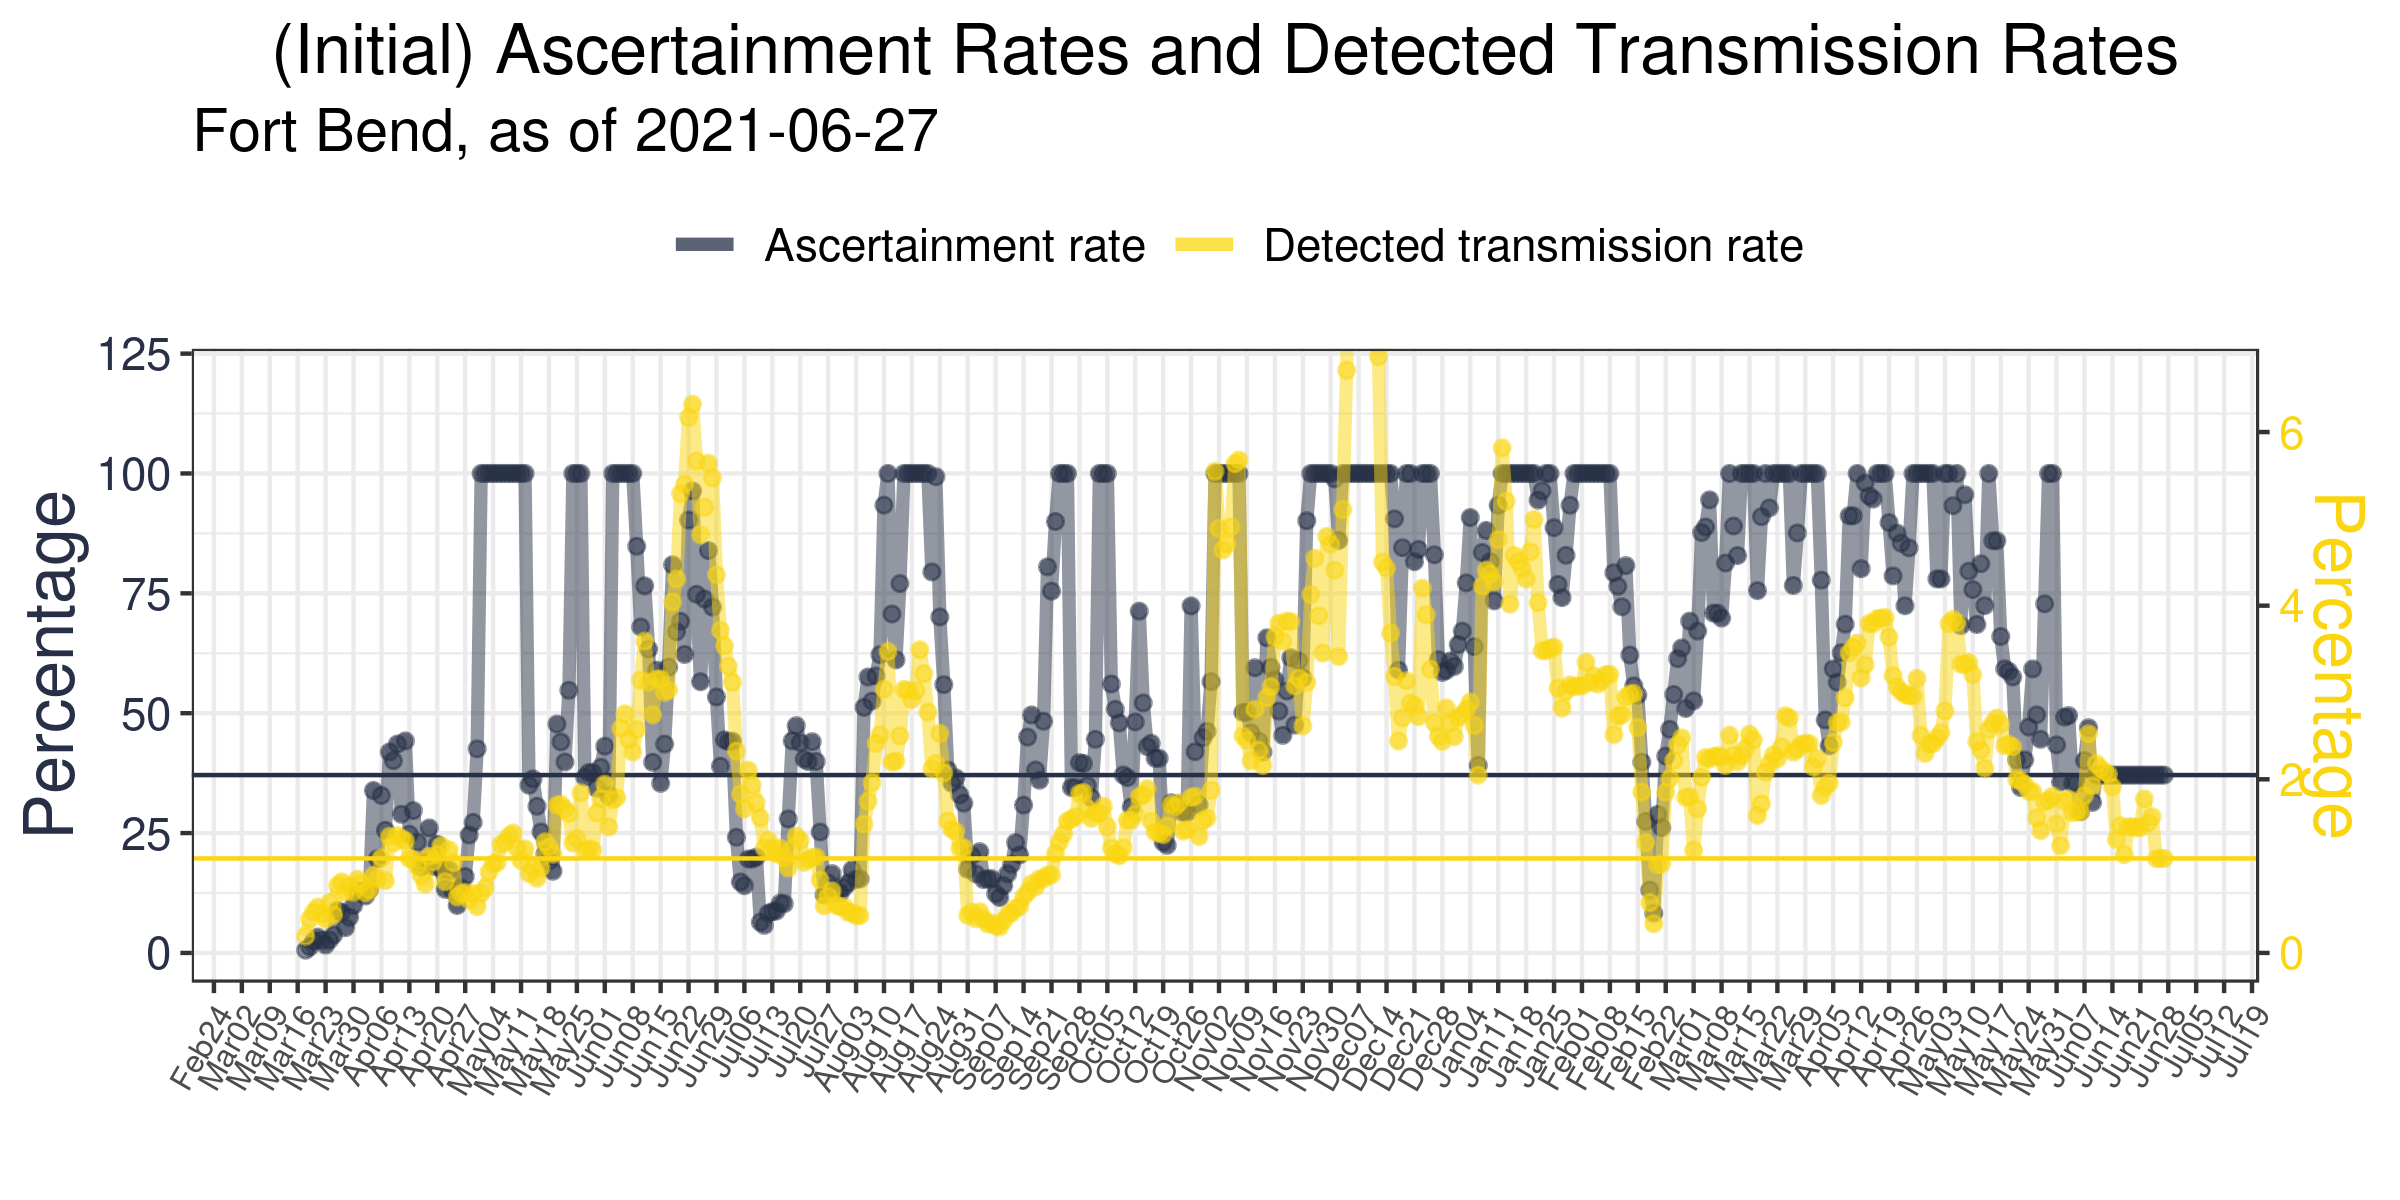 (Initial) Ascertainment Rates and Detected Transmission Rates
Fort Bend, as of 2021-06-27
Ascertainment rate Detected transmission rate
125
100
75
50
25
0
Percentage
6
4
2
0
Percentage
Feb24 Mar02 Mar09 Mar16 Mar23 Mar30 Apr06 Apr13 Apr20 Apr27 May04 May11 May18 May25 Jun01 Jun08 Jun15 Jun22 Jun29 Jul06 Jul13 Jul20 Jul27 Aug03 Aug10 Aug17 Aug24 Aug31 Sep07 Sep14 Sep21 Sep28 Oct05 Oct12 Oct19 Oct26 Nov02 Nov09 Nov16 Nov23 Nov30 Dec07 Dec14 Dec21 Dec28 Jan04 Jan11 Jan18 Jan25 Feb01 Feb08 Feb15 Feb22 Mar01 Mar08 Mar15 Mar22 Mar29 Apr05 Apr12 Apr19 Apr26 May03 May10 May17 May24 May31 Jun07 Jun14 Jun21 Jun28 Jul05 Jul12 Jul19